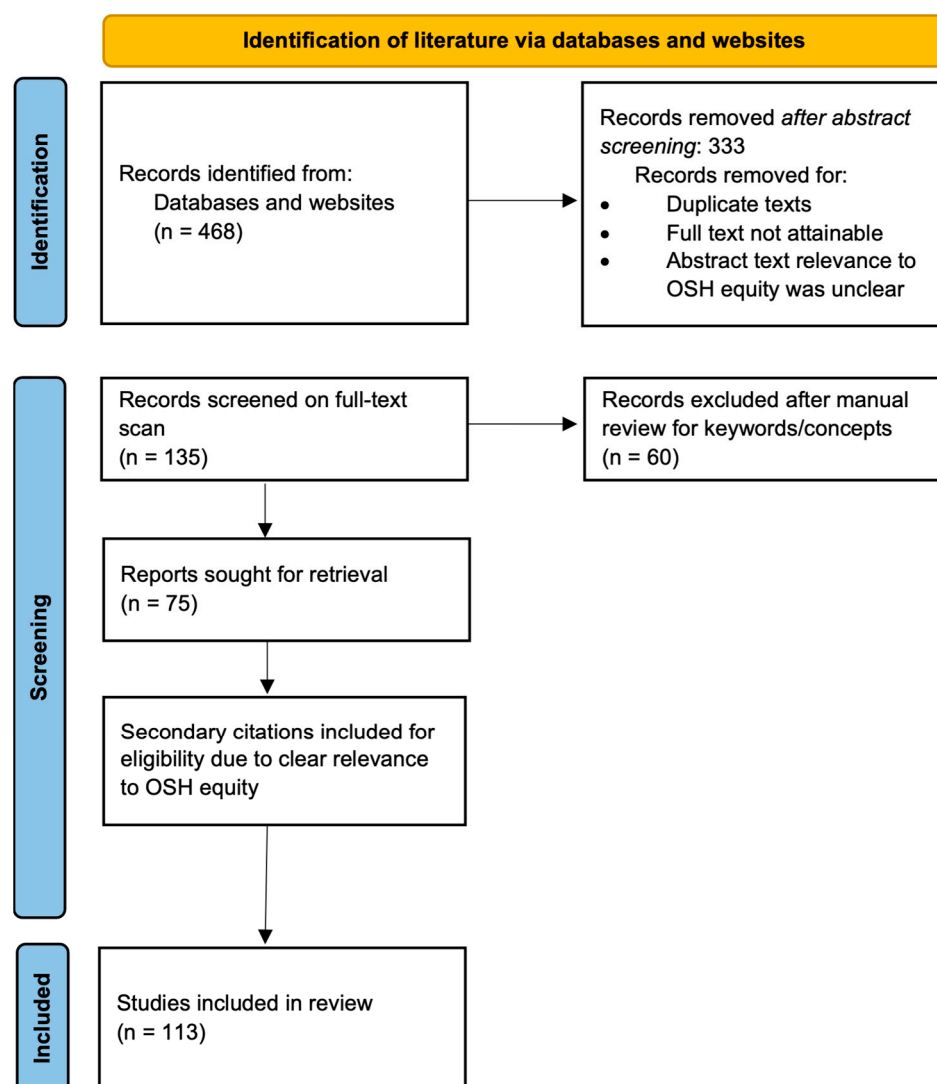 Identification of literature via databases and websites
Identification
Records identified from:
Databases and websites
(n = 468)
Records removed after abstract
screening: 333
Records removed for:
• Duplicate texts
• Full text not attainable
• Abstract text relevance to
OSH equity was unclear
Screening
Records screened on full-text
scan
(n = 135)
Records excluded after manual
review for keywords/concepts
(n = 60)
Reports sought for retrieval
(n = 75)
Secondary citations included for
eligibility due to clear relevance
to OSH equity
Included
Studies included in review
(n = 113)